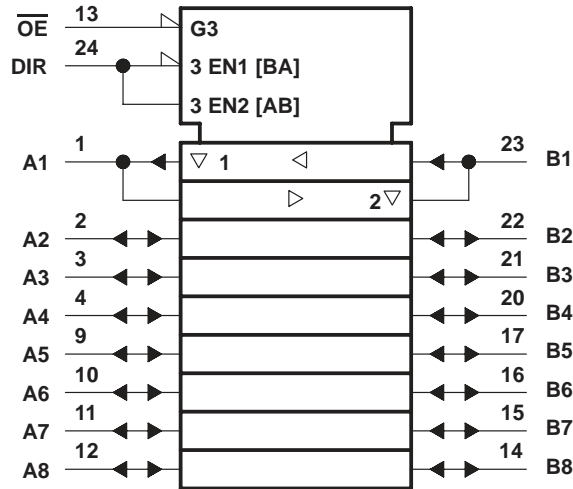 OE 13 G3
DIR 24 3 EN1 [BA]
3 EN2 [AB]
A1 1 1 23 B1
2
A2 2 22 B2
A3 3 21 B3
A4 4 20 B4
A5 9 17 B5
A6 10 16 B6
A7 11 15 B7
A8 12 14 B8